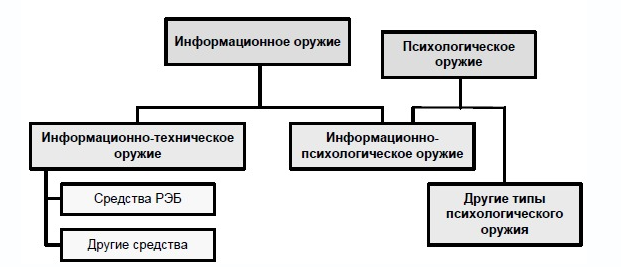 Информационное оружие
Психологическое
оружие
Информационно-техническое
оружие
Информационно-
психологическое оружие
Средства РЭБ
Другие средства
Другие типы
психологического
оружия